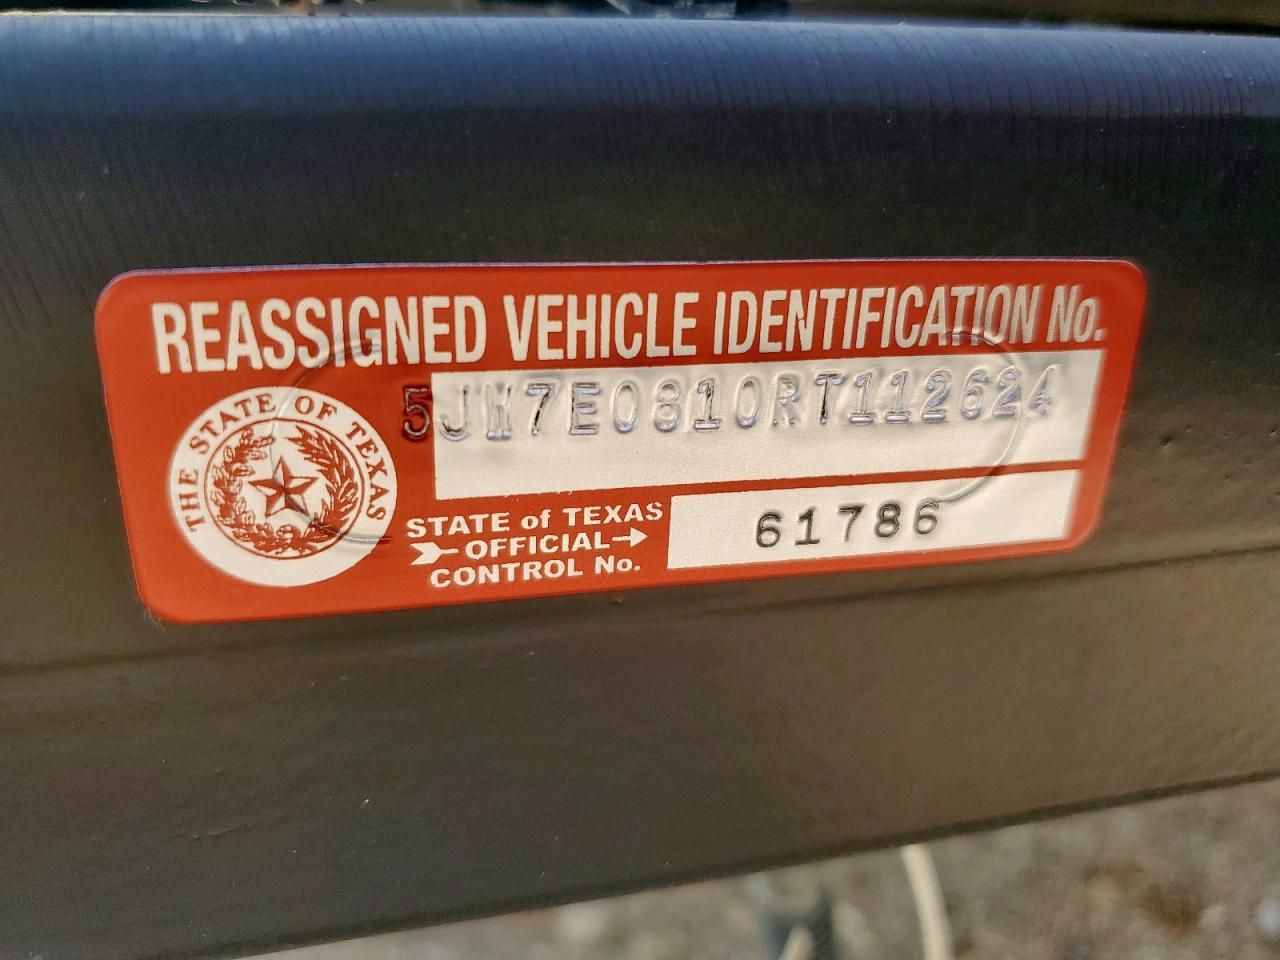 REASSIGNED VEHICLE IDENTIFICATION No.
5JW7E0810RT112624
THE STATE OF TEXAS
STATE of TEXAS
OFFICIAL
CONTROL No.
61786